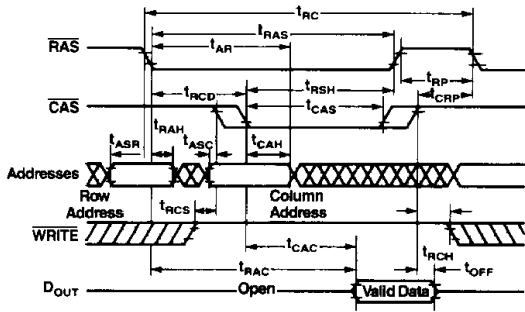 tRC
tRAS
RAS
tAR
tRP
tRCD
tRSH
tCRP
CAS
tCAS
tASR
tRAH
tASC
tCAH
Addresses
Row
Address
Column
Address
tRCS
WRITE
tCAC
tRCH
tRAC
tOFF
DOUT
Open
Valid Data